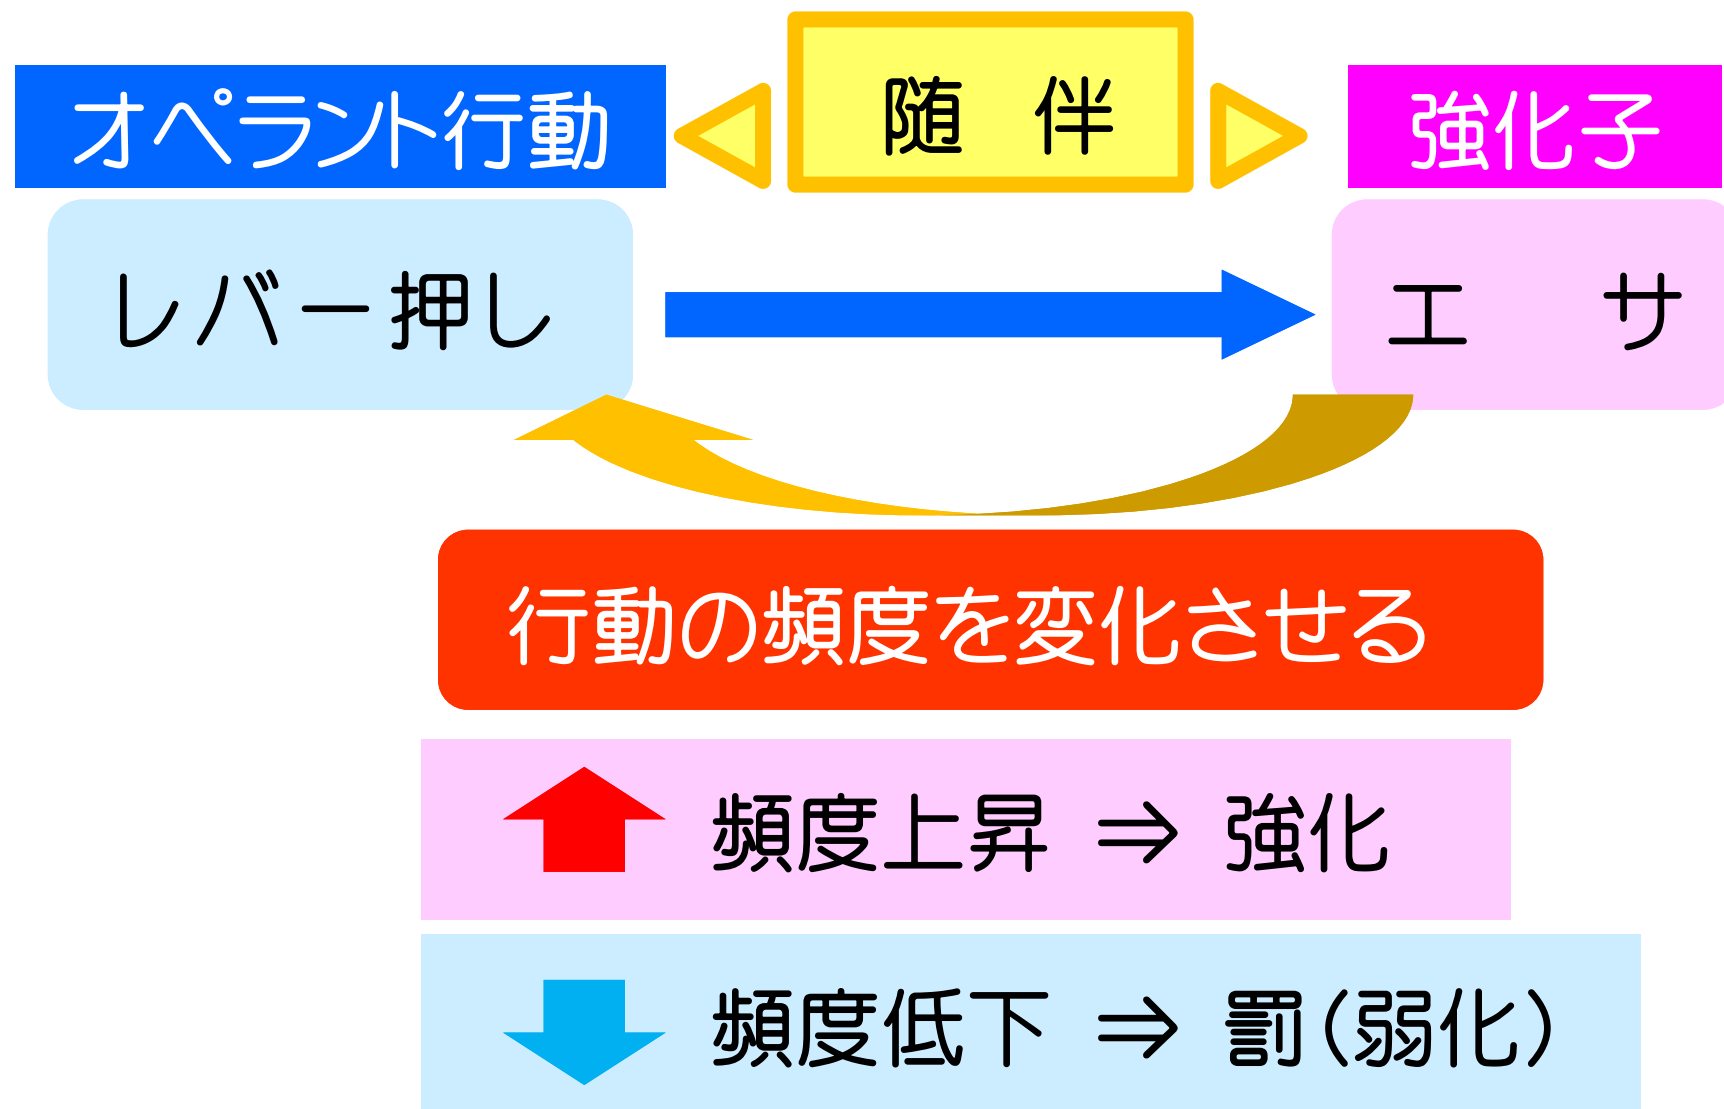 オペラント行動 随 伴 強化子
レバー押し エ サ
行動の頻度を変化させる
頻度上昇 ⇒ 強化
頻度低下 ⇒ 罰(弱化)